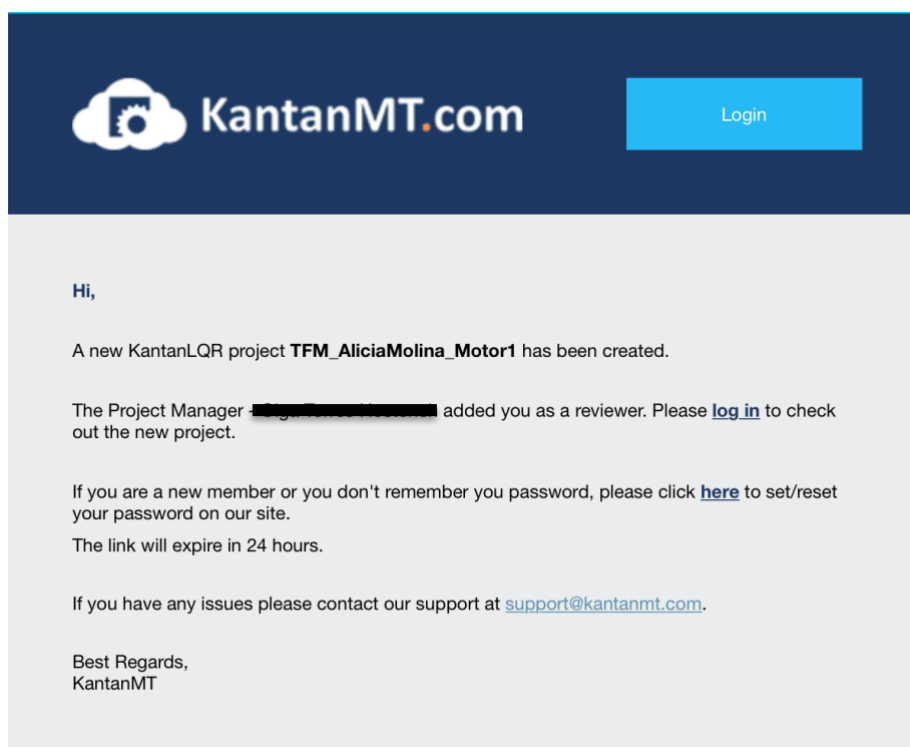 KantanMT.com
Login
Hi,
A new KantanLQR project TFM_AliciaMolina_Motor1 has been created.
The Project Manager - added you as a reviewer. Please log in to check
out the new project.
If you are a new member or you don't remember you password, please click here to set/reset
your password on our site.
The link will expire in 24 hours.
If you have any issues please contact our support at support@kantanmt.com.
Best Regards,
KantanMT